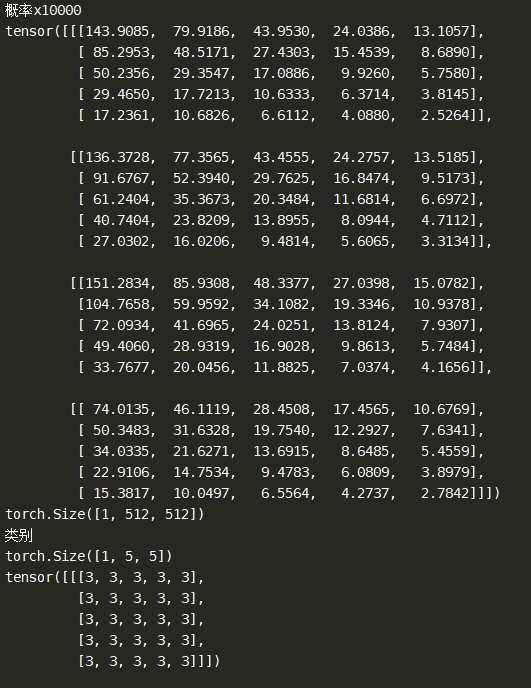 概率x10000
tensor([[[143.9085,  79.9186,  43.9530,  24.0386,  13.1057],
         [ 85.2953,  48.5171,  27.4303,  15.4539,   8.6890],
         [ 50.2356,  29.3547,  17.0886,   9.9260,   5.7580],
         [ 29.4650,  17.7213,  10.6333,   6.3714,   3.8145],
         [ 17.2361,  10.6826,   6.6112,   4.0880,   2.5264]],

        [[136.3728,  77.3565,  43.4555,  24.2757,  13.5185],
         [ 91.6767,  52.3940,  29.7625,  16.8474,   9.5173],
         [ 61.2404,  35.3673,  20.3484,  11.6814,   6.6972],
         [ 40.7404,  23.8209,  13.8955,   8.0944,   4.7112],
         [ 27.0302,  16.0206,   9.4814,   5.6065,   3.3134]],

        [[151.2834,  85.9308,  48.3377,  27.0398,  15.0782],
         [104.7658,  59.9592,  34.1082,  19.3346,  10.9378],
         [ 72.0934,  41.6965,  24.0251,  13.8124,   7.9307],
         [ 49.4060,  28.9319,  16.9028,   9.8613,   5.7484],
         [ 33.7677,  20.0456,  11.8825,   7.0374,   4.1656]],

        [[ 74.0135,  46.1119,  28.4508,  17.4565,  10.6769],
         [ 50.3483,  31.6328,  19.7540,  12.2927,   7.6341],
         [ 34.0335,  21.6271,  13.6915,   8.6485,   5.4559],
         [ 22.9106,  14.7534,   9.4783,   6.0809,   3.8979],
         [ 15.3817,  10.0497,   6.5564,   4.2737,   2.7842]]])
torch.Size([1, 512, 512])
类别
torch.Size([1, 5, 5])
tensor([[[3, 3, 3, 3, 3],
         [3, 3, 3, 3, 3],
         [3, 3, 3, 3, 3],
         [3, 3, 3, 3, 3],
         [3, 3, 3, 3, 3]]])